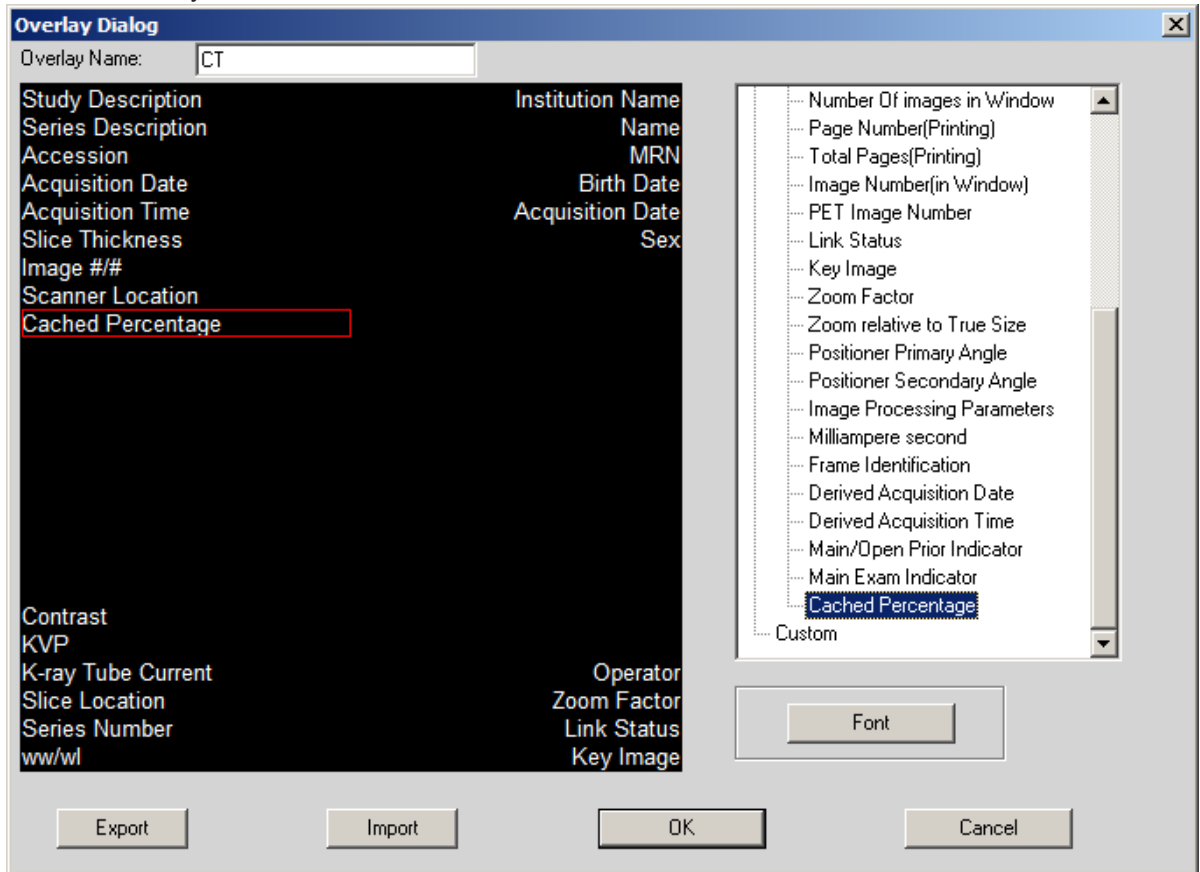 Overlay Dialog
Overlay Name: CT
Study Description Institution Name
Series Description Name
Accession MRN
Acquisition Date Birth Date
Acquisition Time Acquisition Date
Slice Thickness Sex
Image #/#
Scanner Location
Cached Percentage
Contrast
KVP
K-ray Tube Current Operator
Slice Location Zoom Factor
Series Number Link Status
ww/wl Key Image
Number Of images in Window
Page Number(Printing)
Total Pages(Printing)
Image Number(in Window)
PET Image Number
Link Status
Key Image
Zoom Factor
Zoom relative to True Size
Positioner Primary Angle
Positioner Secondary Angle
Image Processing Parameters
Milliampere second
Frame Identification
Derived Acquisition Date
Derived Acquisition Time
Main/Open Prior Indicator
Main Exam Indicator
Cached Percentage
Custom
Font
Export Import OK Cancel